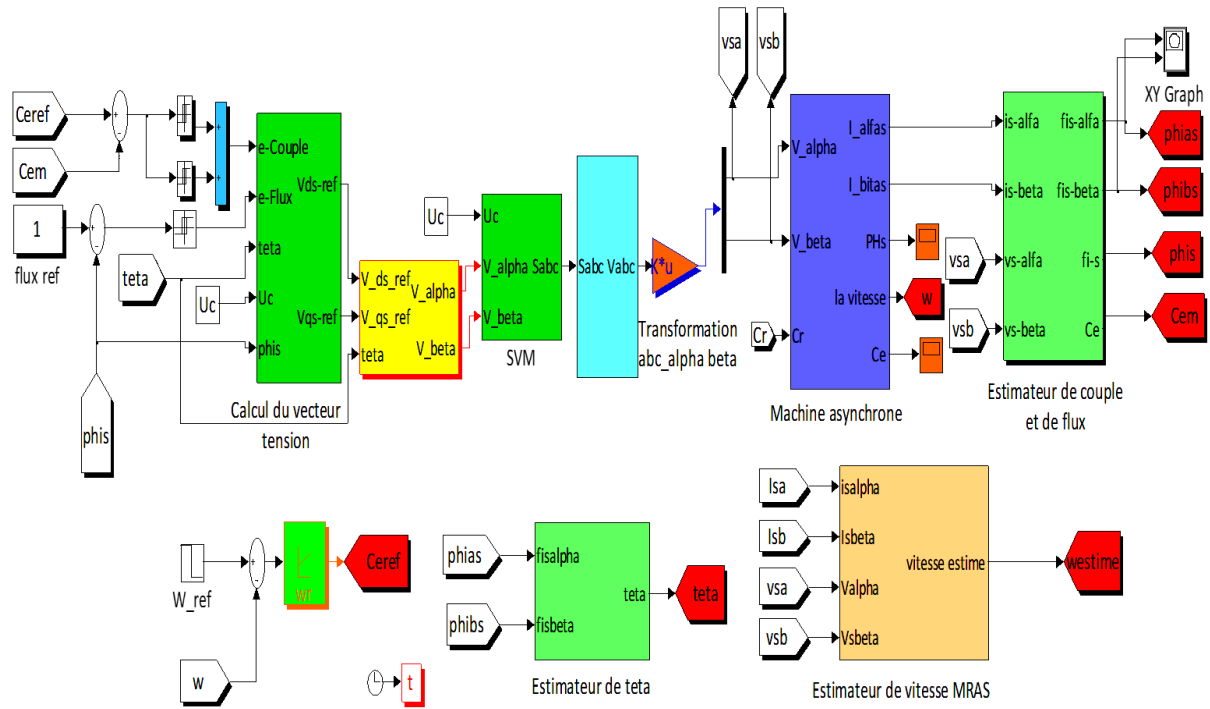 vsa
vsb
XY Graph
Ceref
Cem
1
flux ref
teta
Uc
phis
e-Couple
e-Flux
teta
Uc
phis
Vds-ref
Vqs-ref
Calcul du vecteur
tension
V_ds_ref
V_qs_ref
teta
V_alpha
V_beta
Uc
Uc
V_alpha
Sabc
V_beta
SVM
Sabc
Vabc
K*u
Transformation
abc_alpha beta
V_alpha
V_beta
Cr
Cr
I_alfas
I_bitas
PHs
la vitesse
Ce
Machine asynchrone
w
vsa
vsb
is-alfa
is-beta
vs-alfa
vs-beta
fis-alfa
fis-beta
fi-s
Ce
Estimateur de couple
et de flux
phias
phibs
phis
Cem
W_ref
w
wr
Ceref
t
phias
phibs
fisalpha
fisbeta
teta
Estimateur de teta
teta
Isa
Isb
vsa
vsb
isalpha
Isbeta
Valpha
Vsbeta
vitesse estime
Estimateur de vitesse MRAS
westime